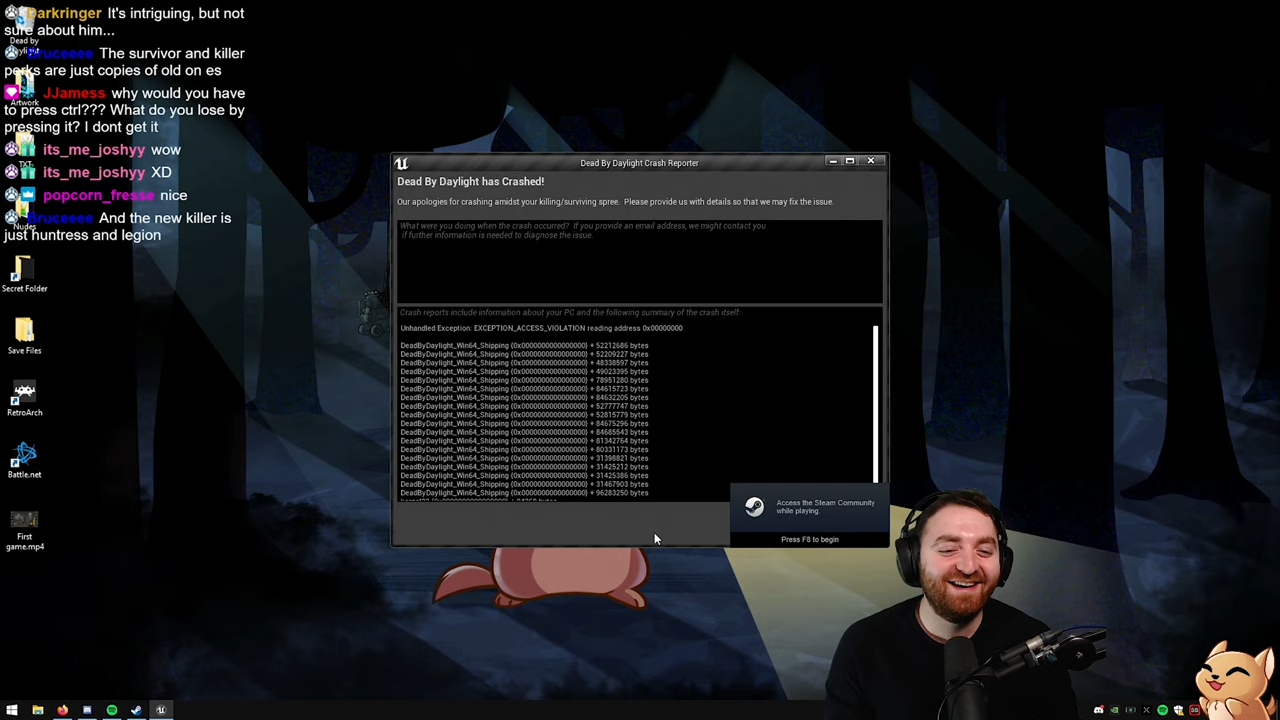 Darkringer It's intriguing, but not
sure about him...
Bruceeee The survivor and killer
perks are just copies of old on es
JJamess why would you have
to press ctrl??? What do you lose by
pressing it? I dont get it
its_me_joshyy wow
its_me_joshyy XD
popcorn_fresse nice
Bruceeee And the new killer is
just huntress and legion
Dead by
Daylight
Artwork
TXT
Nudes
Secret Folder
Save Files
RetroArch
Battle.net
First
game.mp4
Dead By Daylight Crash Reporter
Dead By Daylight has Crashed!
Our apologies for crashing amidst your killing/surviving spree. Please provide us with details so that we may fix the issue.
What were you doing when the crash occurred? If you provide an email address, we might contact you
if further information is needed to diagnose the issue.
Crash reports include information about your PC and the following summary of the crash itself:
Unhandled Exception: EXCEPTION_ACCESS_VIOLATION reading address 0x00000000
DeadByDaylight_Win64_Shipping {0x0000000000000000} + 52212686 bytes
DeadByDaylight_Win64_Shipping {0x0000000000000000} + 52209227 bytes
DeadByDaylight_Win64_Shipping {0x0000000000000000} + 48338597 bytes
DeadByDaylight_Win64_Shipping {0x0000000000000000} + 49023395 bytes
DeadByDaylight_Win64_Shipping {0x0000000000000000} + 78951280 bytes
DeadByDaylight_Win64_Shipping {0x0000000000000000} + 84615723 bytes
DeadByDaylight_Win64_Shipping {0x0000000000000000} + 84632205 bytes
DeadByDaylight_Win64_Shipping {0x0000000000000000} + 52777747 bytes
DeadByDaylight_Win64_Shipping {0x0000000000000000} + 52815779 bytes
DeadByDaylight_Win64_Shipping {0x0000000000000000} + 84675296 bytes
DeadByDaylight_Win64_Shipping {0x0000000000000000} + 84685543 bytes
DeadByDaylight_Win64_Shipping {0x0000000000000000} + 81342764 bytes
DeadByDaylight_Win64_Shipping {0x0000000000000000} + 80331173 bytes
DeadByDaylight_Win64_Shipping {0x0000000000000000} + 31398821 bytes
DeadByDaylight_Win64_Shipping {0x0000000000000000} + 31425212 bytes
DeadByDaylight_Win64_Shipping {0x0000000000000000} + 31425386 bytes
DeadByDaylight_Win64_Shipping {0x0000000000000000} + 31467903 bytes
DeadByDaylight_Win64_Shipping {0x0000000000000000} + 96283250 bytes
Access the Steam Community
while playing
Press F8 to begin